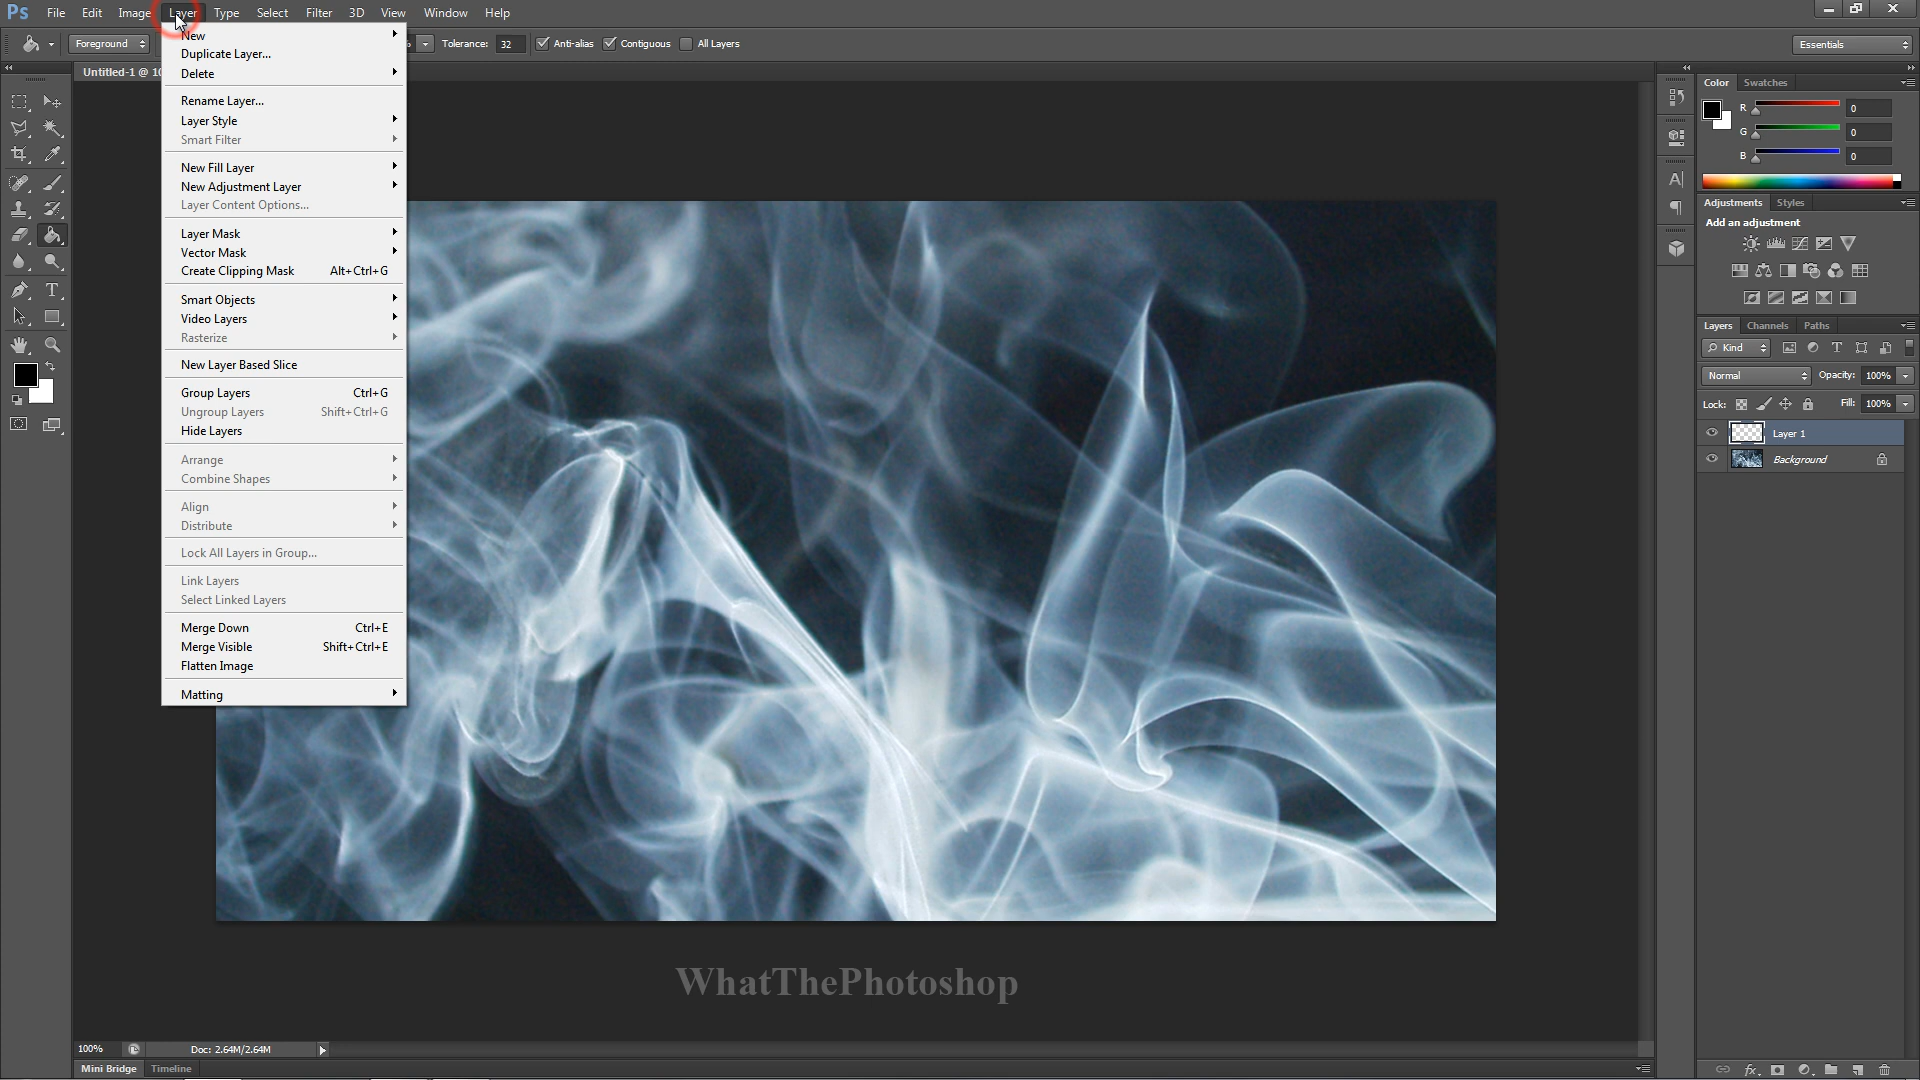 Ps File Edit Image Layer Type Select Filter 3D View Window Help
Foreground % Tolerance: 32 Anti-alias Contiguous All Layers Essentials
Untitled-1 @ 10
New
Duplicate Layer...
Delete
Rename Layer...
Layer Style
Smart Filter
New Fill Layer
New Adjustment Layer
Layer Content Options...
Layer Mask
Vector Mask
Create Clipping Mask Alt+Ctrl+G
Smart Objects
Video Layers
Rasterize
New Layer Based Slice
Group Layers Ctrl+G
Ungroup Layers Shift+Ctrl+G
Hide Layers
Arrange
Combine Shapes
Align
Distribute
Lock All Layers in Group...
Link Layers
Select Linked Layers
Merge Down Ctrl+E
Merge Visible Shift+Ctrl+E
Flatten Image
Matting
Color Swatches
R 0
G 0
B 0
Adjustments Styles
Add an adjustment
Layers Channels Paths
Kind
Normal Opacity: 100%
Lock: Fill: 100%
Layer 1
Background
WhatThePhotoshop
100% Doc: 2.64M/2.64M
Mini Bridge Timeline
fx